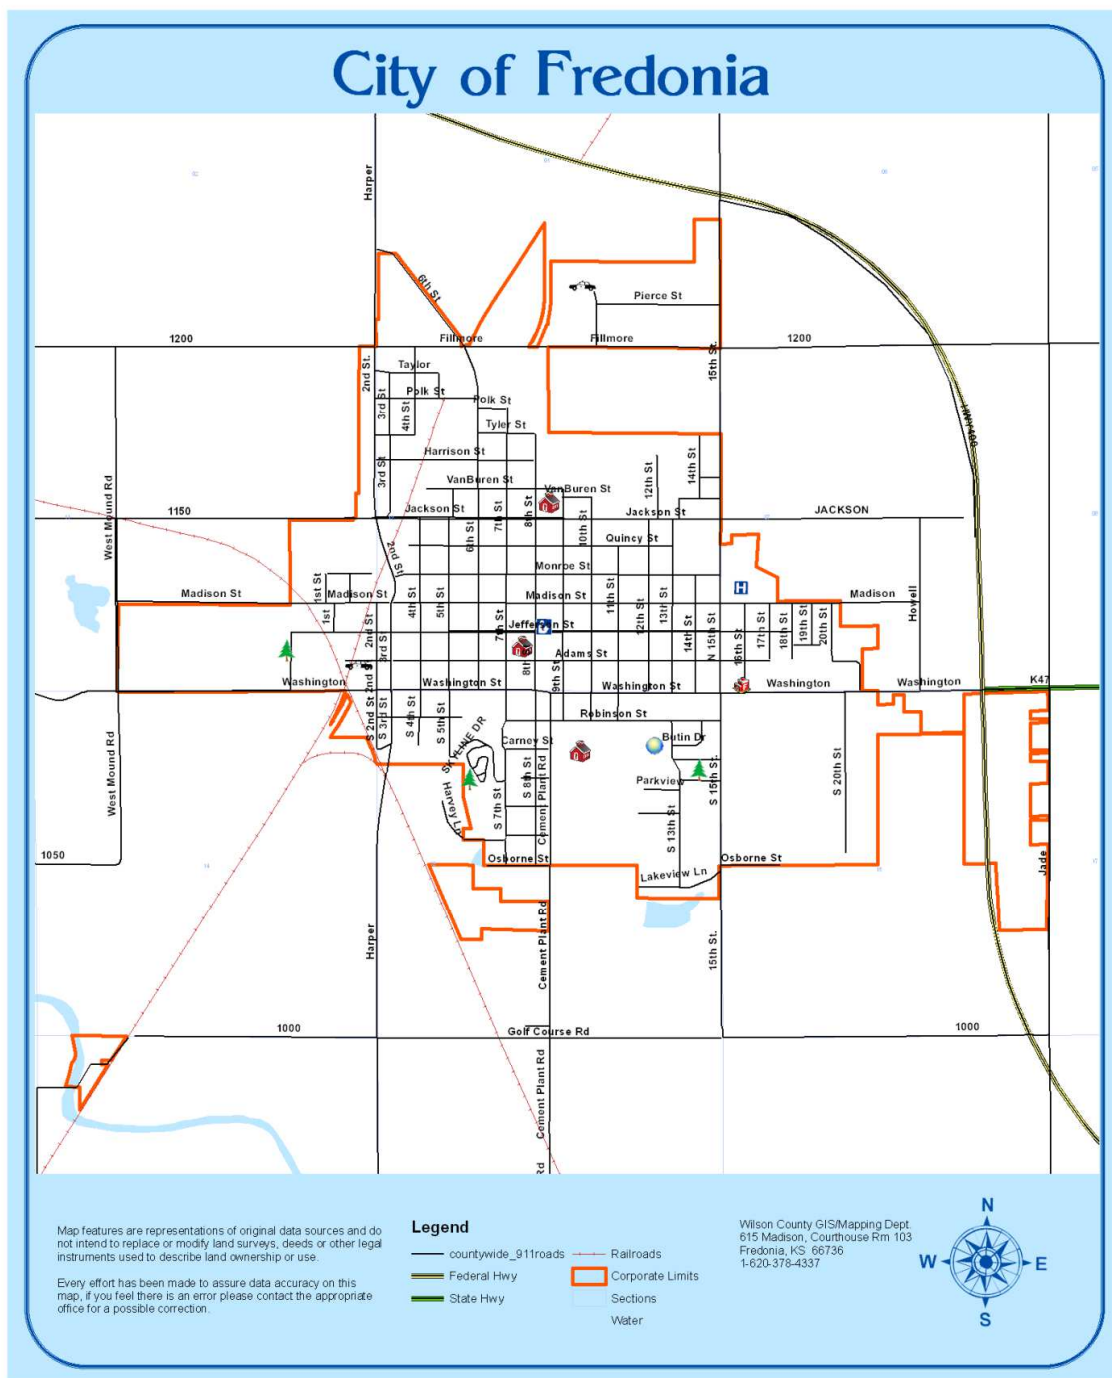 City of Fredonia
Harper
6th St
Pierce St
1200
Fillmore
Fillmore
1200
2nd St.
15th St.
Taylor
3rd St
Polk St
4th St
Polk St
Tyler St
HWY400
Harrison St
14th St
3rd St
12th St
VanBuren St
VanBuren St
West Mound Rd
1150
Jackson St
7th St
8th St
10th St
Jackson St
JACKSON
6th St
Quincy St
2nd St
Monroe St
1st St
Madison St
Madison St
4th St
5th St
Madison St
11th St
13th St
H
Madison
Howell
1st
2nd St
3rd St
7th St
Jefferson St
12th St
14th St
N 15th St
16th St
17th St
18th St
19th St
20th St
8th
Adams St
9th St
Washington
2nd St
Washington St
Washington St
Washington
Washington
K47
S 2nd St
S 3rd St
S 4th St
S 5th St
Robinson St
SKYLINE DR
Carney St
Butin Dr
West Mound Rd
Harvey Ln
S 7th St
S 8th St
Cement Plant Rd
Parkview
S 13th St
S 15th St
S 20th St
1050
Osborne St
Osborne St
Jade
Lakeview Ln
Harper
Cement Plant Rd
15th St.
1000
Golf Course Rd
1000
Cement Plant Rd
Rd
Map features are representations of original data sources and do
not intend to replace or modify land surveys, deeds or other legal
instruments used to describe land ownership or use.
Every effort has been made to assure data accuracy on this
map, if you feel there is an error please contact the appropriate
office for a possible correction.
Legend
countywide_911roads
Federal Hwy
State Hwy
Railroads
Corporate Limits
Sections
Water
Wilson County GIS/Mapping Dept.
615 Madison, Courthouse Rm 103
Fredonia, KS 66736
1-620-378-4337
N
W
E
S